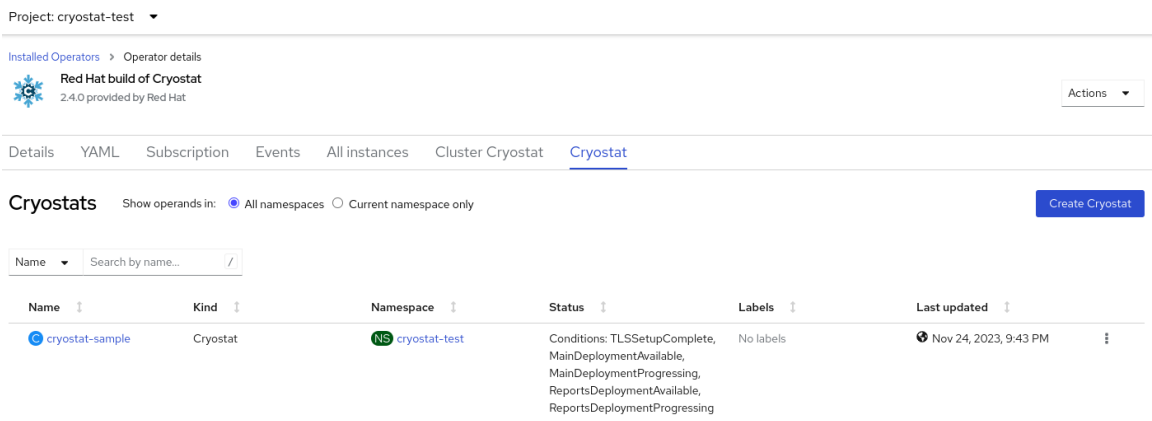 Project: cryostat-test
Installed Operators > Operator details
Red Hat build of Cryostat
2.4.0 provided by Red Hat
Actions
Details YAML Subscription Events All instances Cluster Cryostat Cryostat
Cryostats Show operands in: All namespaces Current namespace only Create Cryostat
Name Search by name... /
Name Kind Namespace Status Labels Last updated
C cryostat-sample Cryostat NS cryostat-test Conditions: TLSSetupComplete, No labels Nov 24, 2023, 9:43 PM
MainDeploymentAvailable,
MainDeploymentProgressing,
ReportsDeploymentAvailable,
ReportsDeploymentProgressing